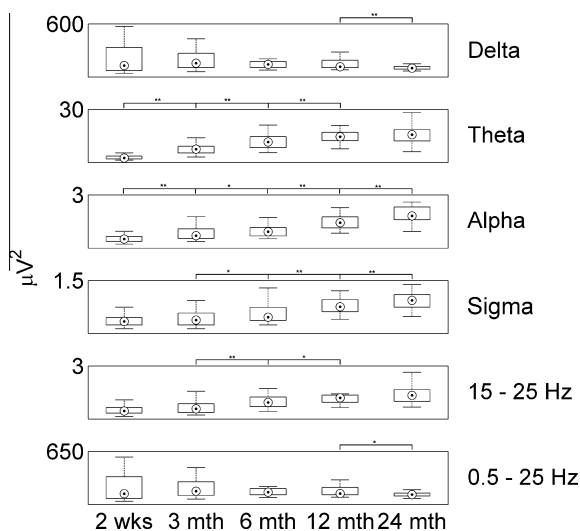 600
**
Delta
30
** ** **
Theta
3
** * ** **
Alpha
μV²
1.5
* ** **
Sigma
3
** *
15 - 25 Hz
650
*
0.5 - 25 Hz
2 wks 3 mth 6 mth 12 mth 24 mth